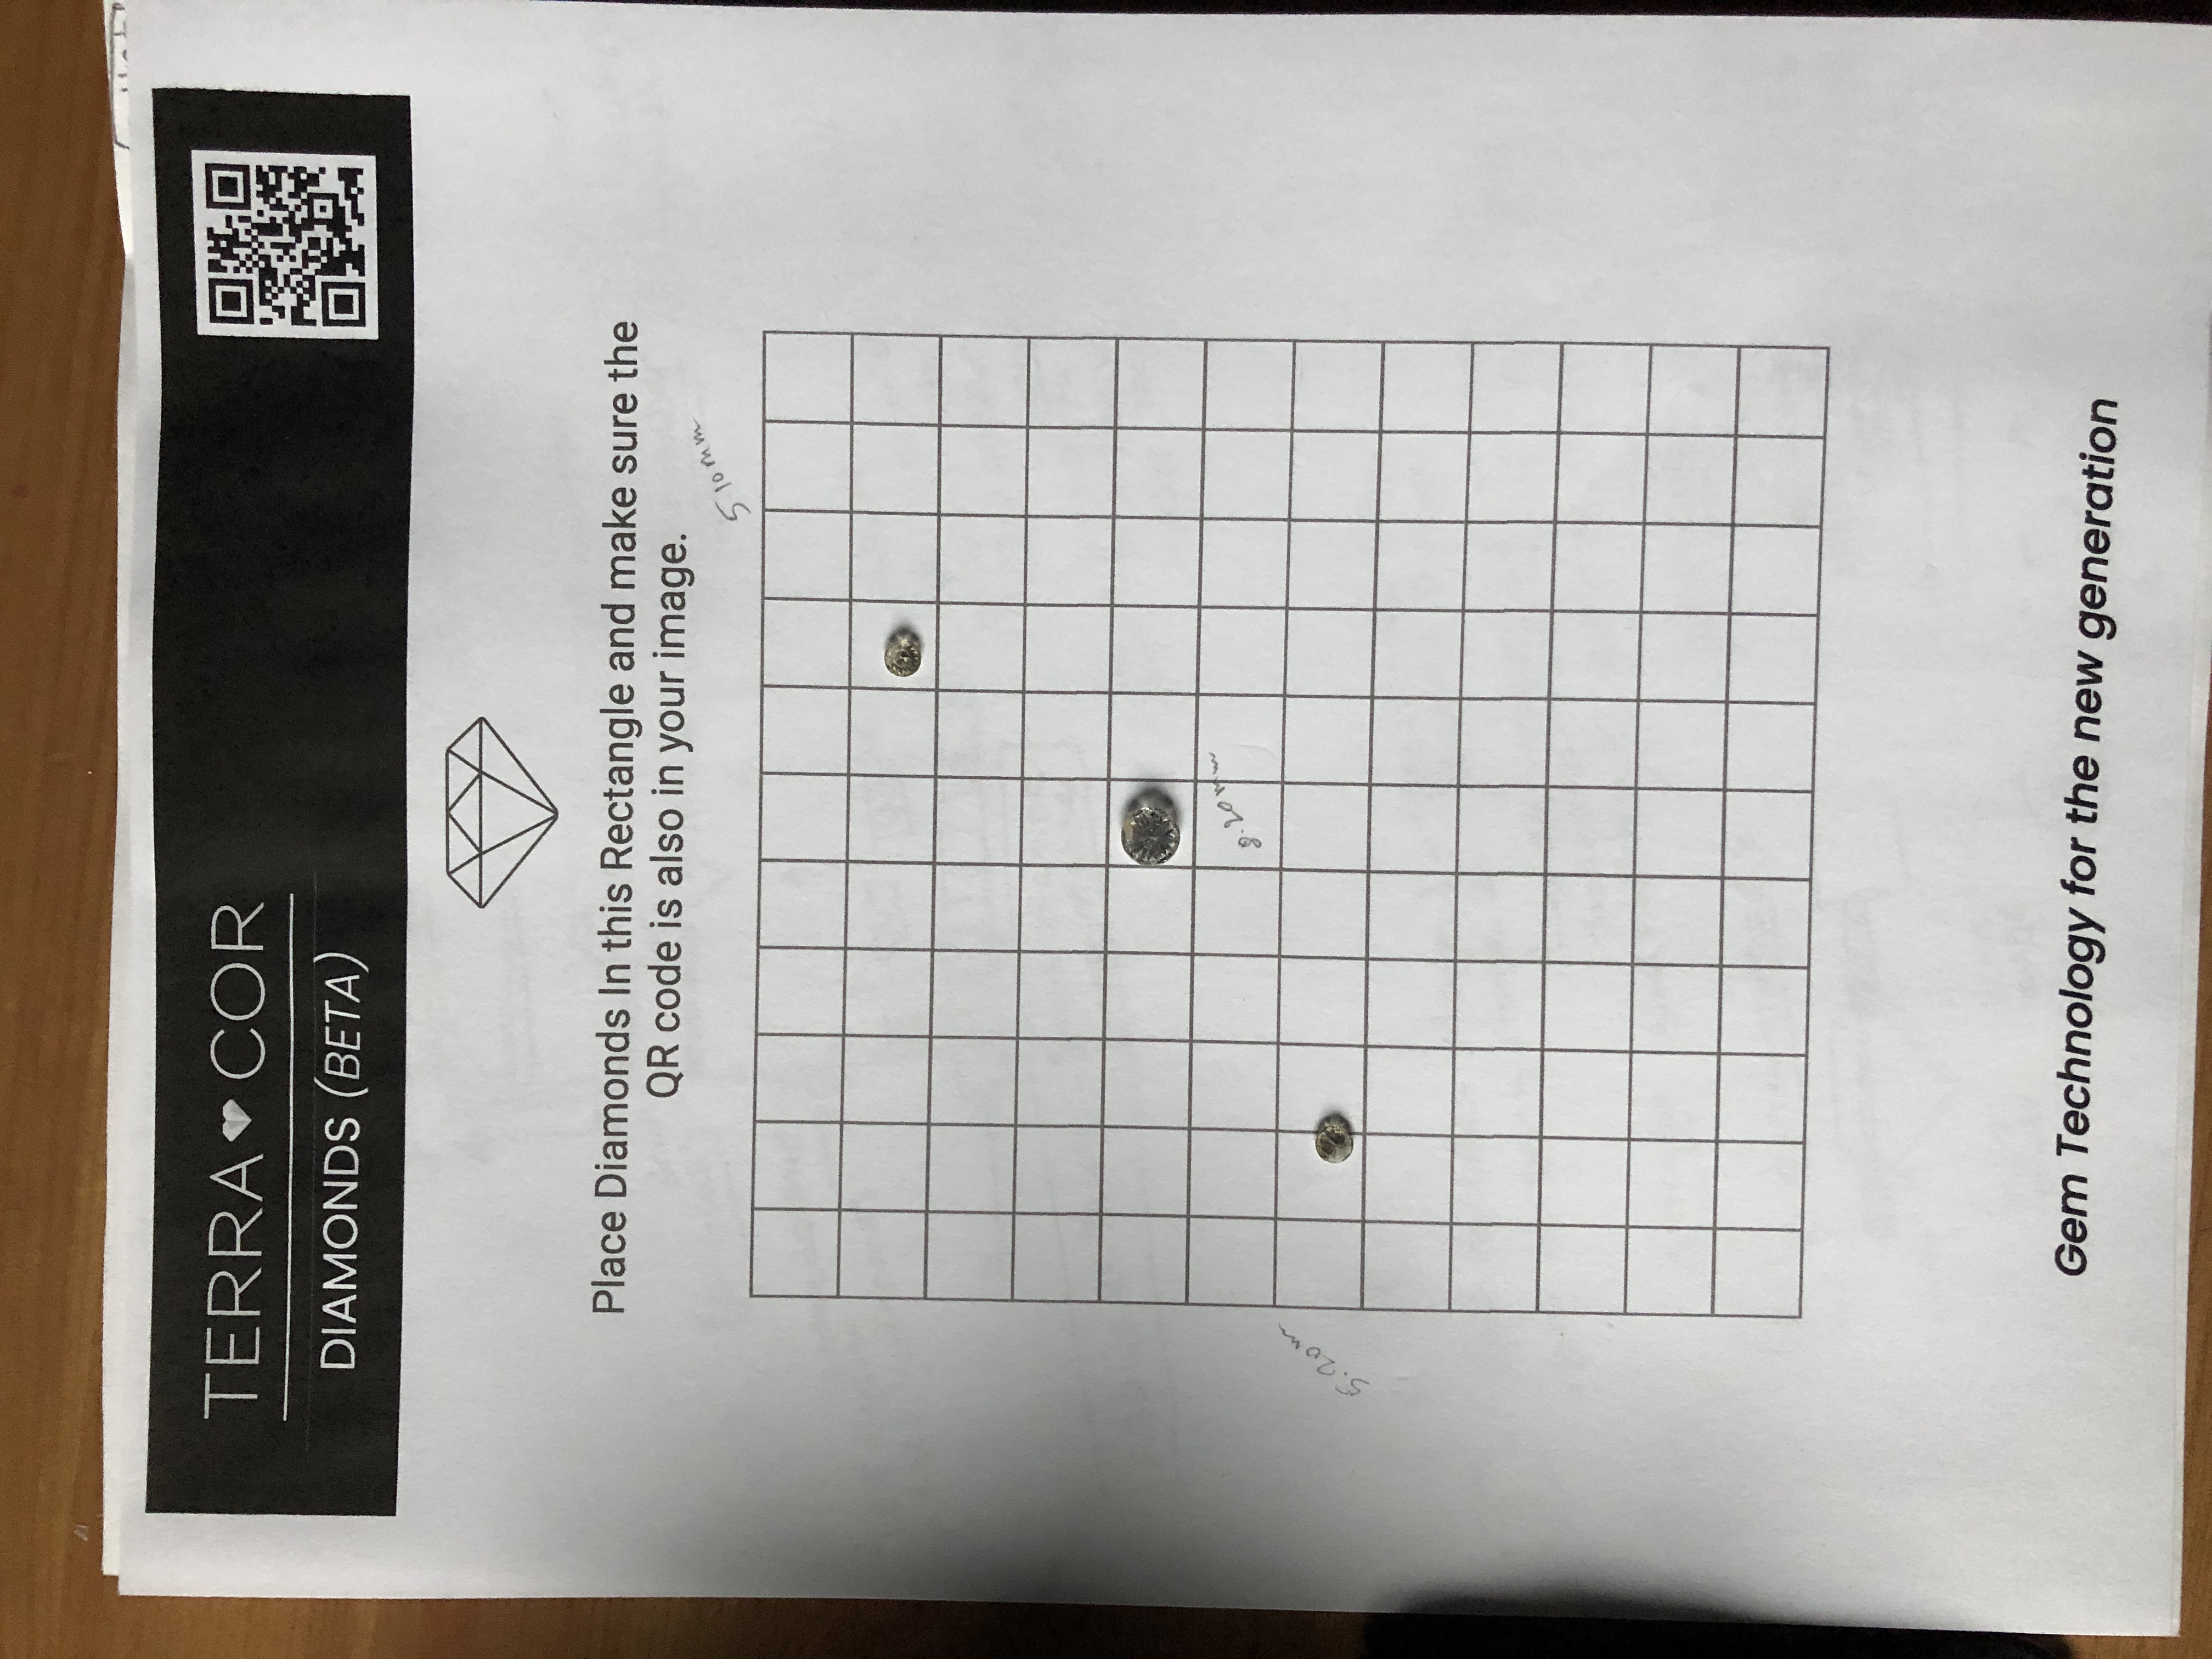 TERRA COR
DIAMONDS (BETA)
Place Diamonds In this Rectangle and make sure the
QR code is also in your image.
5 10mm
8.20mm
5.20m
Gem Technology for the new generation